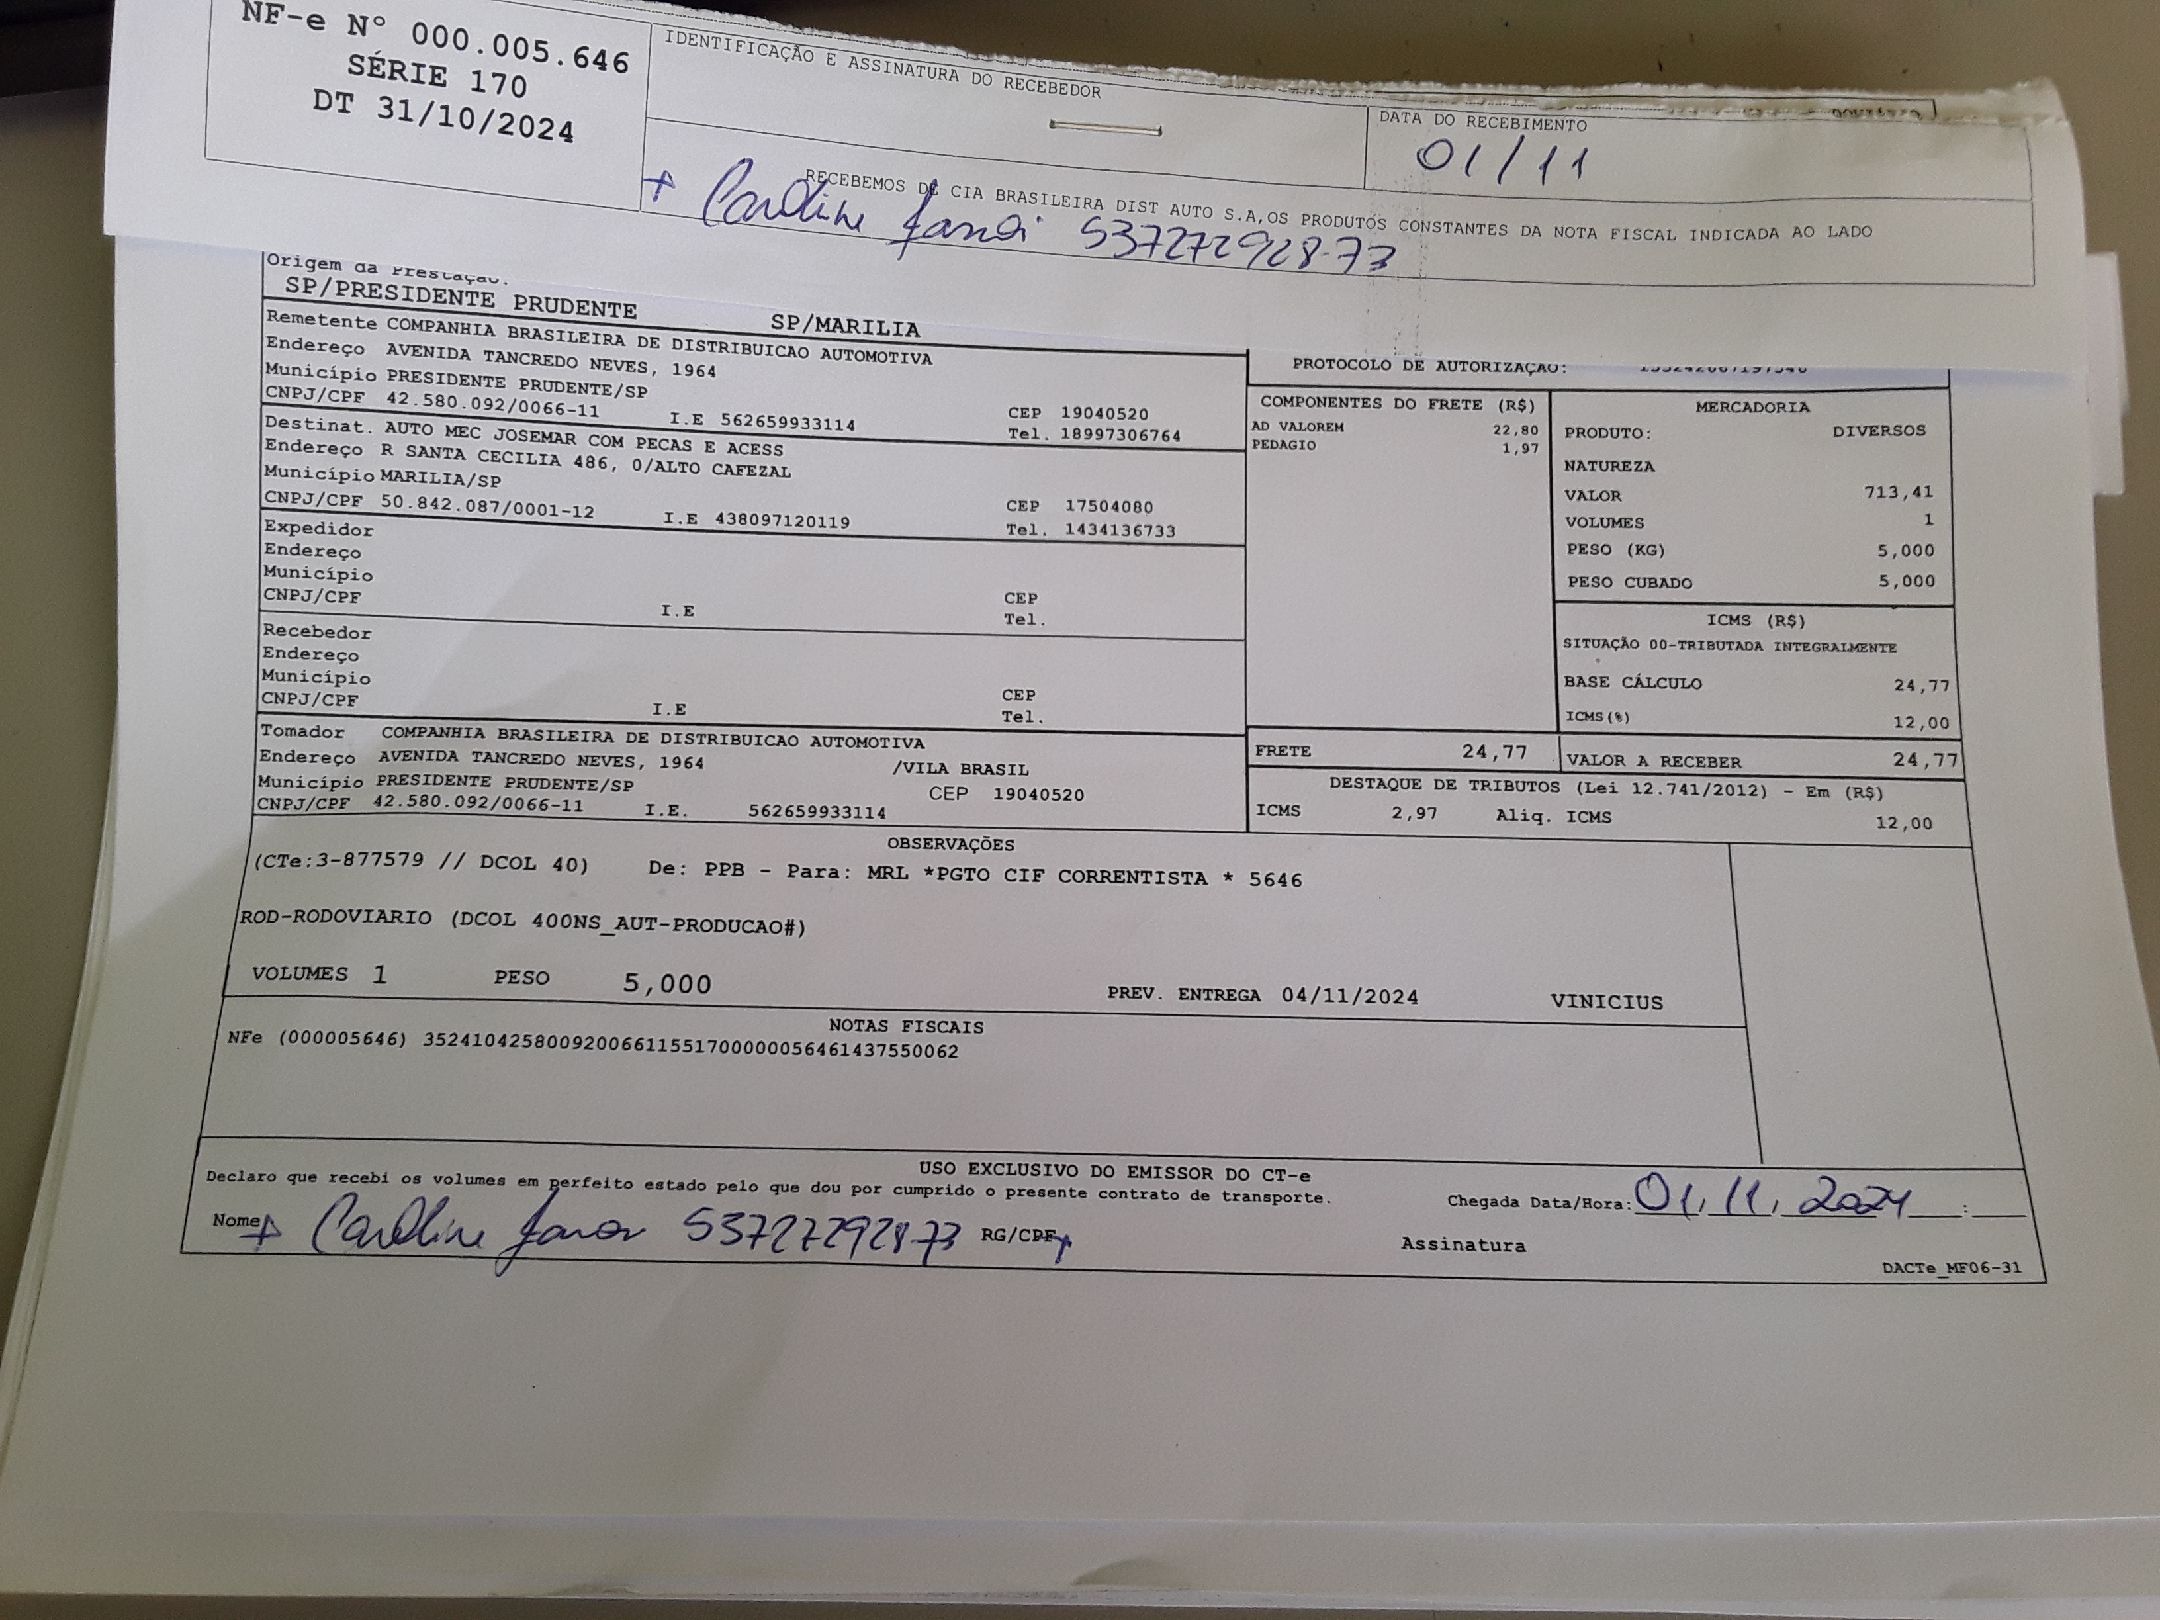 NF-e N° 000.005.646
SÉRIE 170
DT 31/10/2024
IDENTIFICAÇÃO E ASSINATURA DO RECEBEDOR
DATA DO RECEBIMENTO
01/11
RECEBEMOS DE CIA BRASILEIRA DIST AUTO S.A,OS PRODUTOS CONSTANTES DA NOTA FISCAL INDICADA AO LADO
Caroline 537272928-73
Origem da Prestação.
SP/PRESIDENTE PRUDENTE SP/MARILIA
Remetente COMPANHIA BRASILEIRA DE DISTRIBUICAO AUTOMOTIVA
Endereço AVENIDA TANCREDO NEVES, 1964
Município PRESIDENTE PRUDENTE/SP
CNPJ/CPF 42.580.092/0066-11 I.E 562659933114
CEP 19040520
Tel. 18997306764
Destinat. AUTO MEC JOSEMAR COM PECAS E ACESS
Endereço R SANTA CECILIA 486, 0/ALTO CAFEZAL
Município MARILIA/SP
CNPJ/CPF 50.842.087/0001-12 I.E 438097120119
CEP 17504080
Tel. 1434136733
Expedidor
Endereço
Município
CNPJ/CPF I.E
CEP
Tel.
Recebedor
Endereço
Município
CNPJ/CPF I.E
CEP
Tel.
Tomador COMPANHIA BRASILEIRA DE DISTRIBUICAO AUTOMOTIVA
Endereço AVENIDA TANCREDO NEVES, 1964 /VILA BRASIL
Município PRESIDENTE PRUDENTE/SP CEP 19040520
CNPJ/CPF 42.580.092/0066-11 I.E. 562659933114
PROTOCOLO DE AUTORIZAÇÃO:
COMPONENTES DO FRETE (R$)
AD VALOREM 22,80
PEDAGIO 1,97
MERCADORIA
PRODUTO: DIVERSOS
NATUREZA
VALOR 713,41
VOLUMES 1
PESO (KG) 5,000
PESO CUBADO 5,000
ICMS (R$)
SITUAÇÃO 00-TRIBUTADA INTEGRALMENTE
BASE CÁLCULO 24,77
ICMS(%) 12,00
FRETE 24,77 VALOR A RECEBER 24,77
DESTAQUE DE TRIBUTOS (Lei 12.741/2012) - Em (R$)
ICMS 2,97 Aliq. ICMS 12,00
OBSERVAÇÕES
(CTe:3-877579 // DCOL 40) De: PPB - Para: MRL *PGTO CIF CORRENTISTA * 5646
ROD-RODOVIARIO (DCOL 400NS_AUT-PRODUCAO#)
VOLUMES 1 PESO 5,000 PREV. ENTREGA 04/11/2024 VINICIUS
NOTAS FISCAIS
NFe (000005646) 35241042580092006611551700000056461437550062
USO EXCLUSIVO DO EMISSOR DO CT-e
Declaro que recebi os volumes em perfeito estado pelo que dou por cumprido o presente contrato de transporte.
Chegada Data/Hora: 01, 11, 2024 :
Nome Caroline 537272928-73 RG/CPF
Assinatura
DACTe_MF06-31